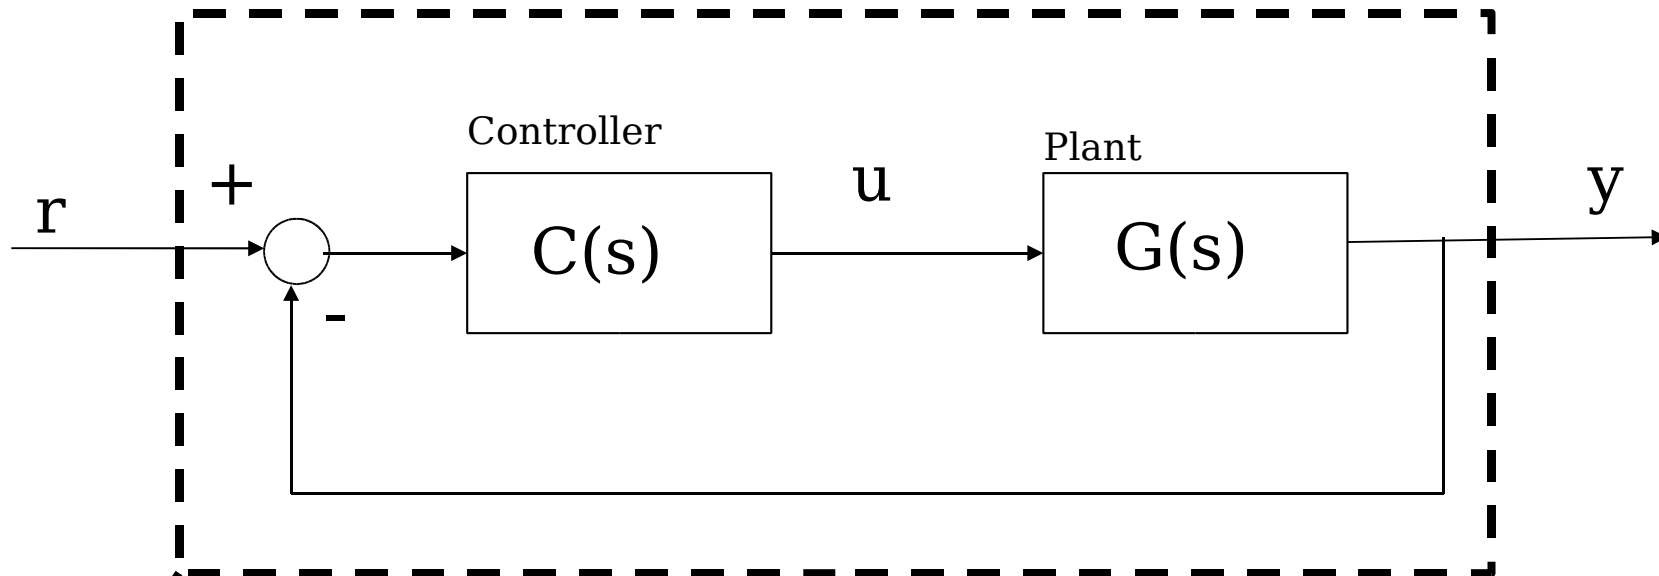 Controller
Plant
r
+
-
C(s)
u
G(s)
y